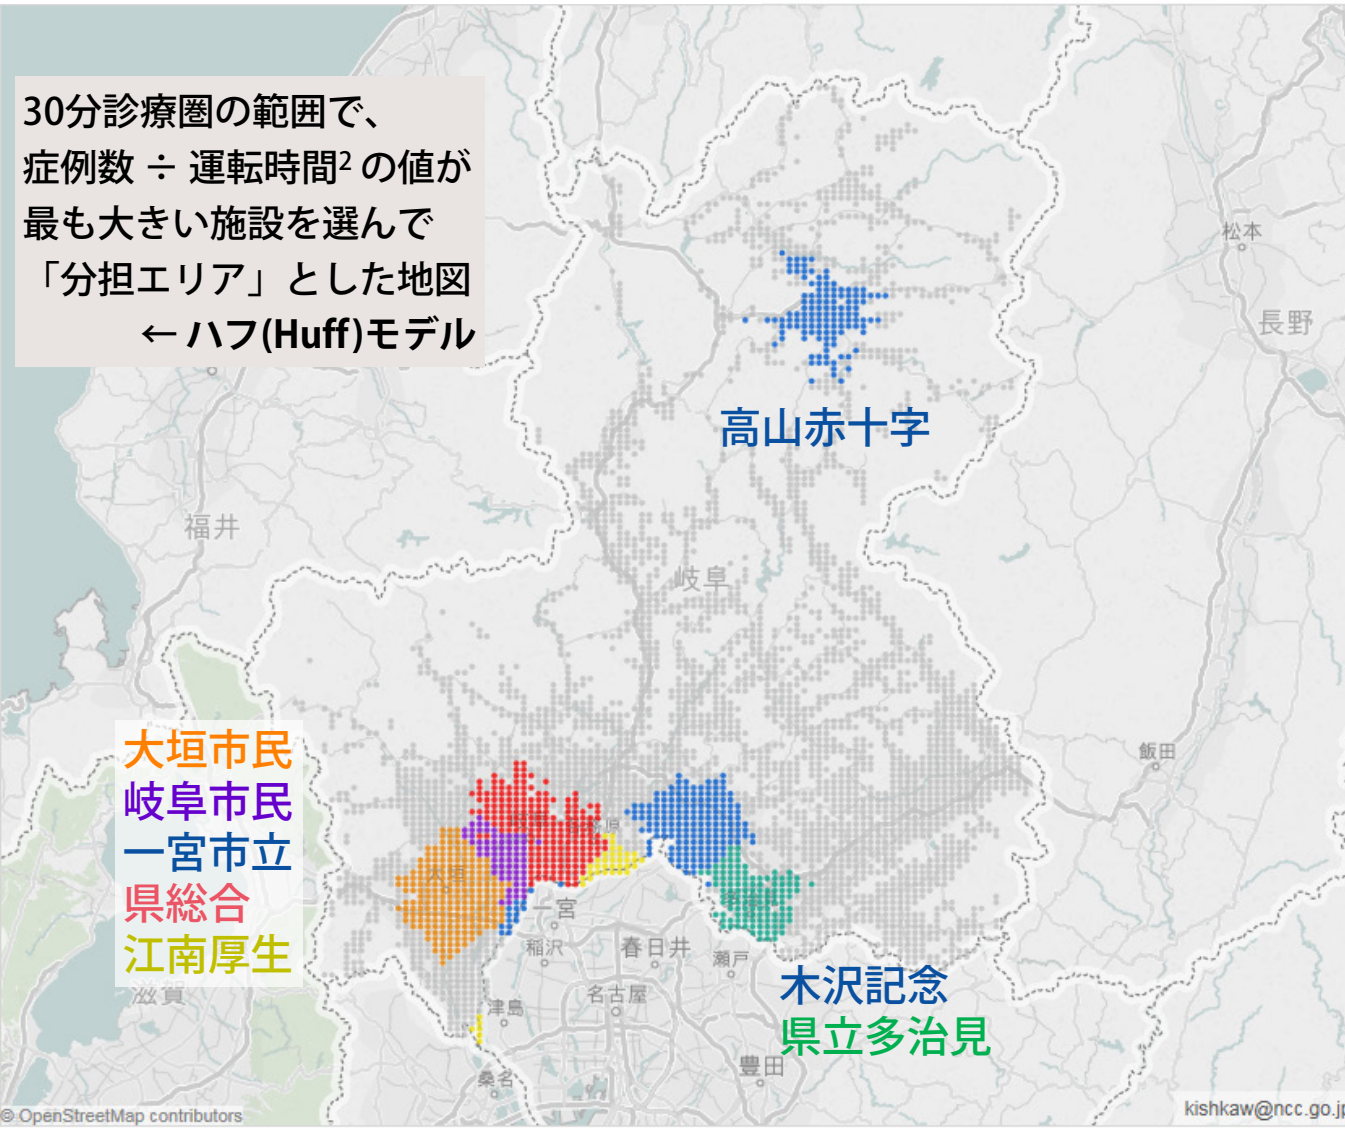 30分診療圏の範囲で、
症例数 ÷ 運転時間² の値が
最も大きい施設を選んで
「分担エリア」とした地図
← ハフ(Huff)モデル
松本
長野
高山赤十字
福井
岐阜
飯田
大垣市民
岐阜市民
一宮市立
県総合
江南厚生
大垣
一宮
稲沢
春日井
瀬戸
滋賀
津島
名古屋
木沢記念
県立多治見
豊田
桑名
© OpenStreetMap contributors
kishkaw@ncc.go.jp